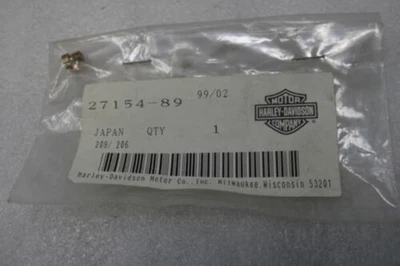 99/02
27154-89
MOTOR
HARLEY-DAVIDSON
COMPANY
JAPAN QTY 1
209/ 206
Harley-Davidson Motor Co., Inc. Milwaukee, Wisconsin 53201